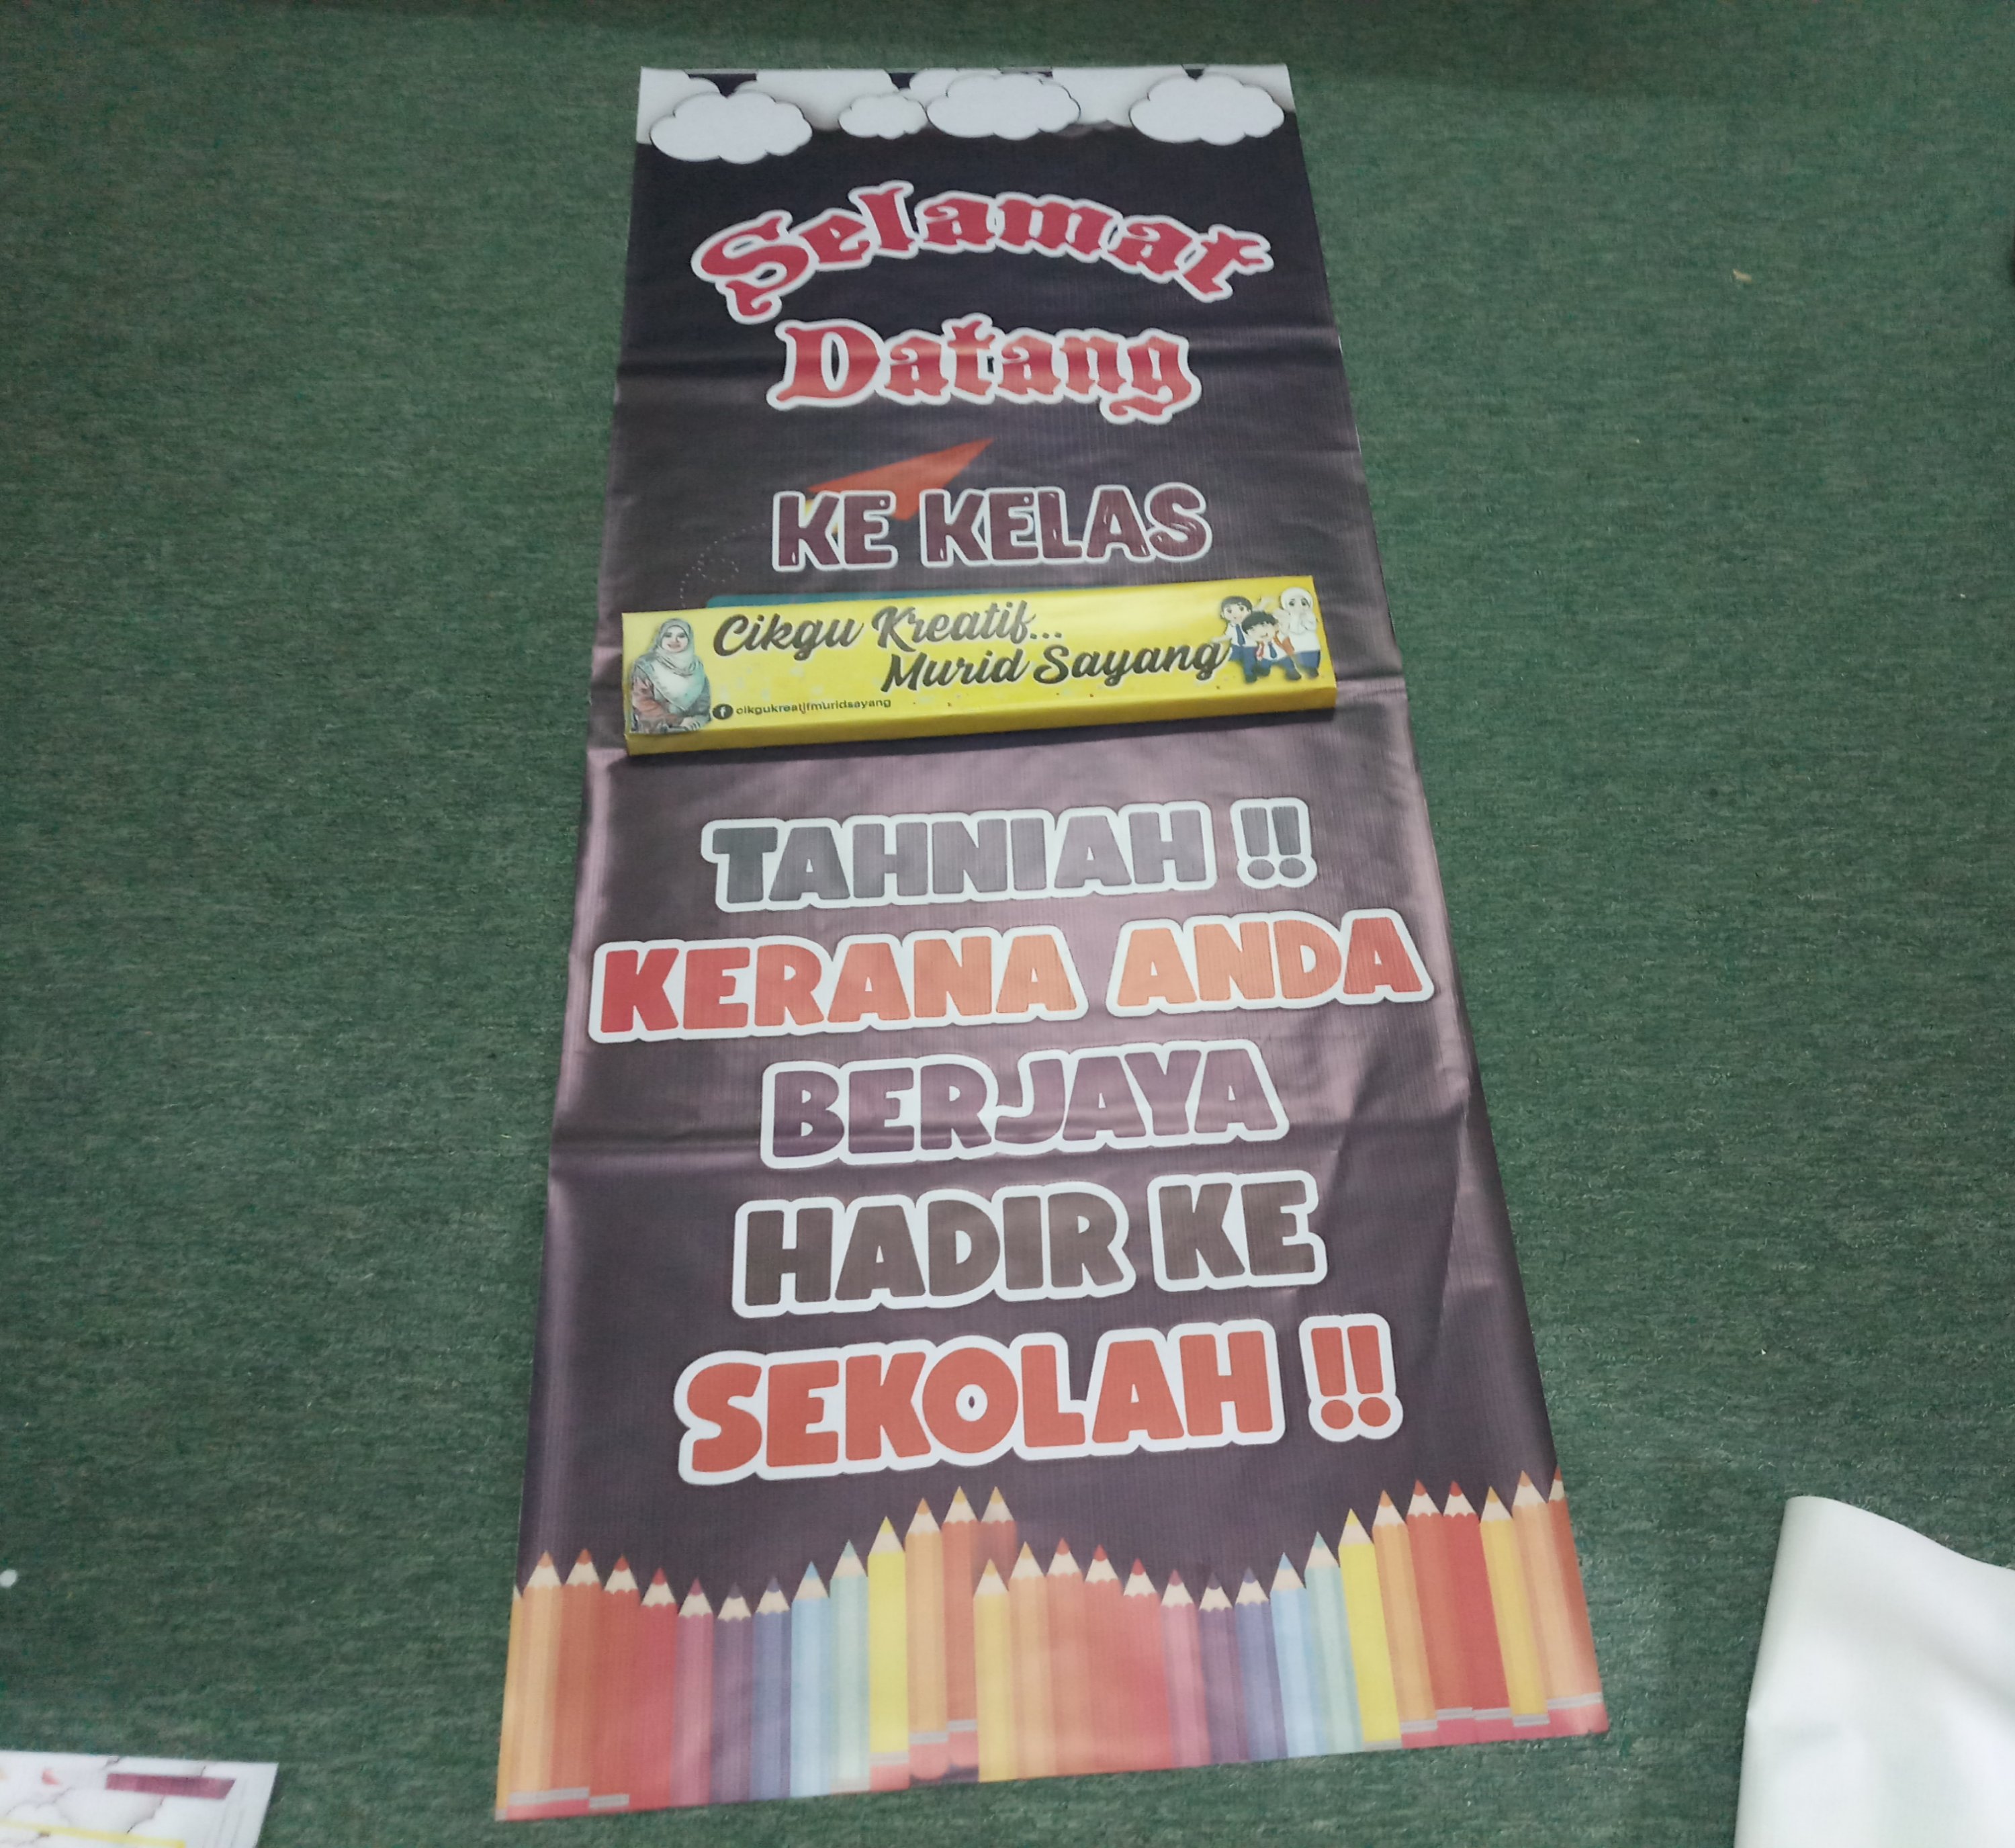 Selamat
Datang
KE KELAS
Cikgu Kreatif...
Murid Sayang
cikgukreatifmuridsayang
TAHNIAH !!
KERANA ANDA
BERJAYA
HADIR KE
SEKOLAH !!